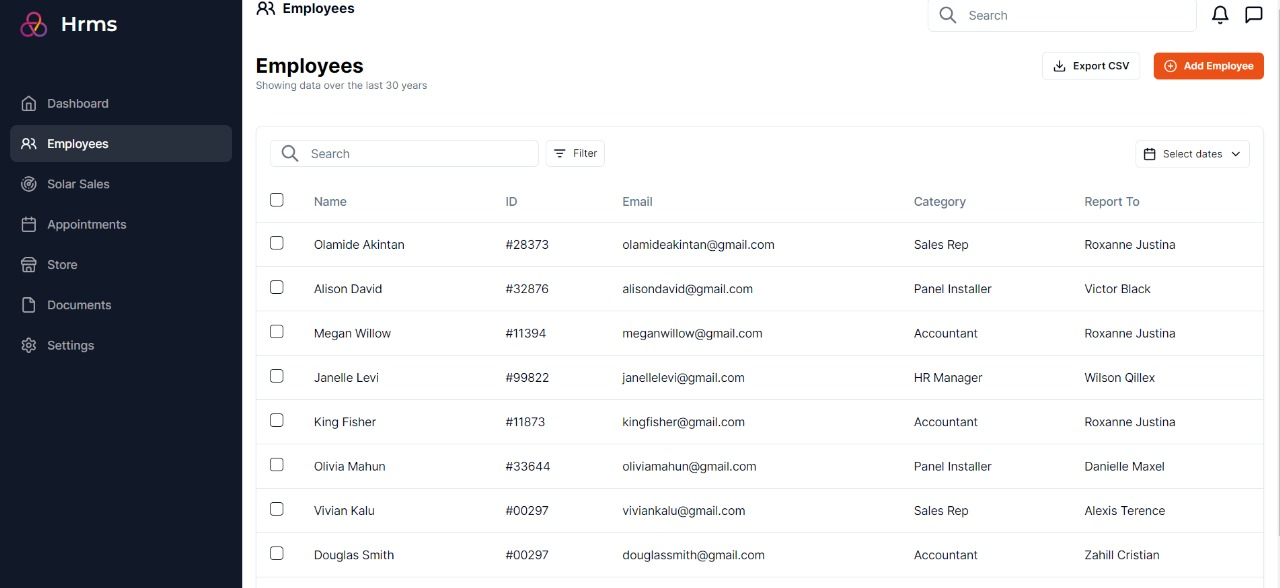 Hrms
Dashboard
Employees
Solar Sales
Appointments
Store
Documents
Settings
Employees
Search
Employees
Showing data over the last 30 years
Export CSV
Add Employee
Search
Filter
Select dates
Name ID Email Category Report To
Olamide Akintan #28373 olamideakintan@gmail.com Sales Rep Roxanne Justina
Alison David #32876 alisondavid@gmail.com Panel Installer Victor Black
Megan Willow #11394 meganwillow@gmail.com Accountant Roxanne Justina
Janelle Levi #99822 janellelevi@gmail.com HR Manager Wilson Qillex
King Fisher #11873 kingfisher@gmail.com Accountant Roxanne Justina
Olivia Mahun #33644 oliviamahun@gmail.com Panel Installer Danielle Maxel
Vivian Kalu #00297 viviankalu@gmail.com Sales Rep Alexis Terence
Douglas Smith #00297 douglassmith@gmail.com Accountant Zahill Cristian